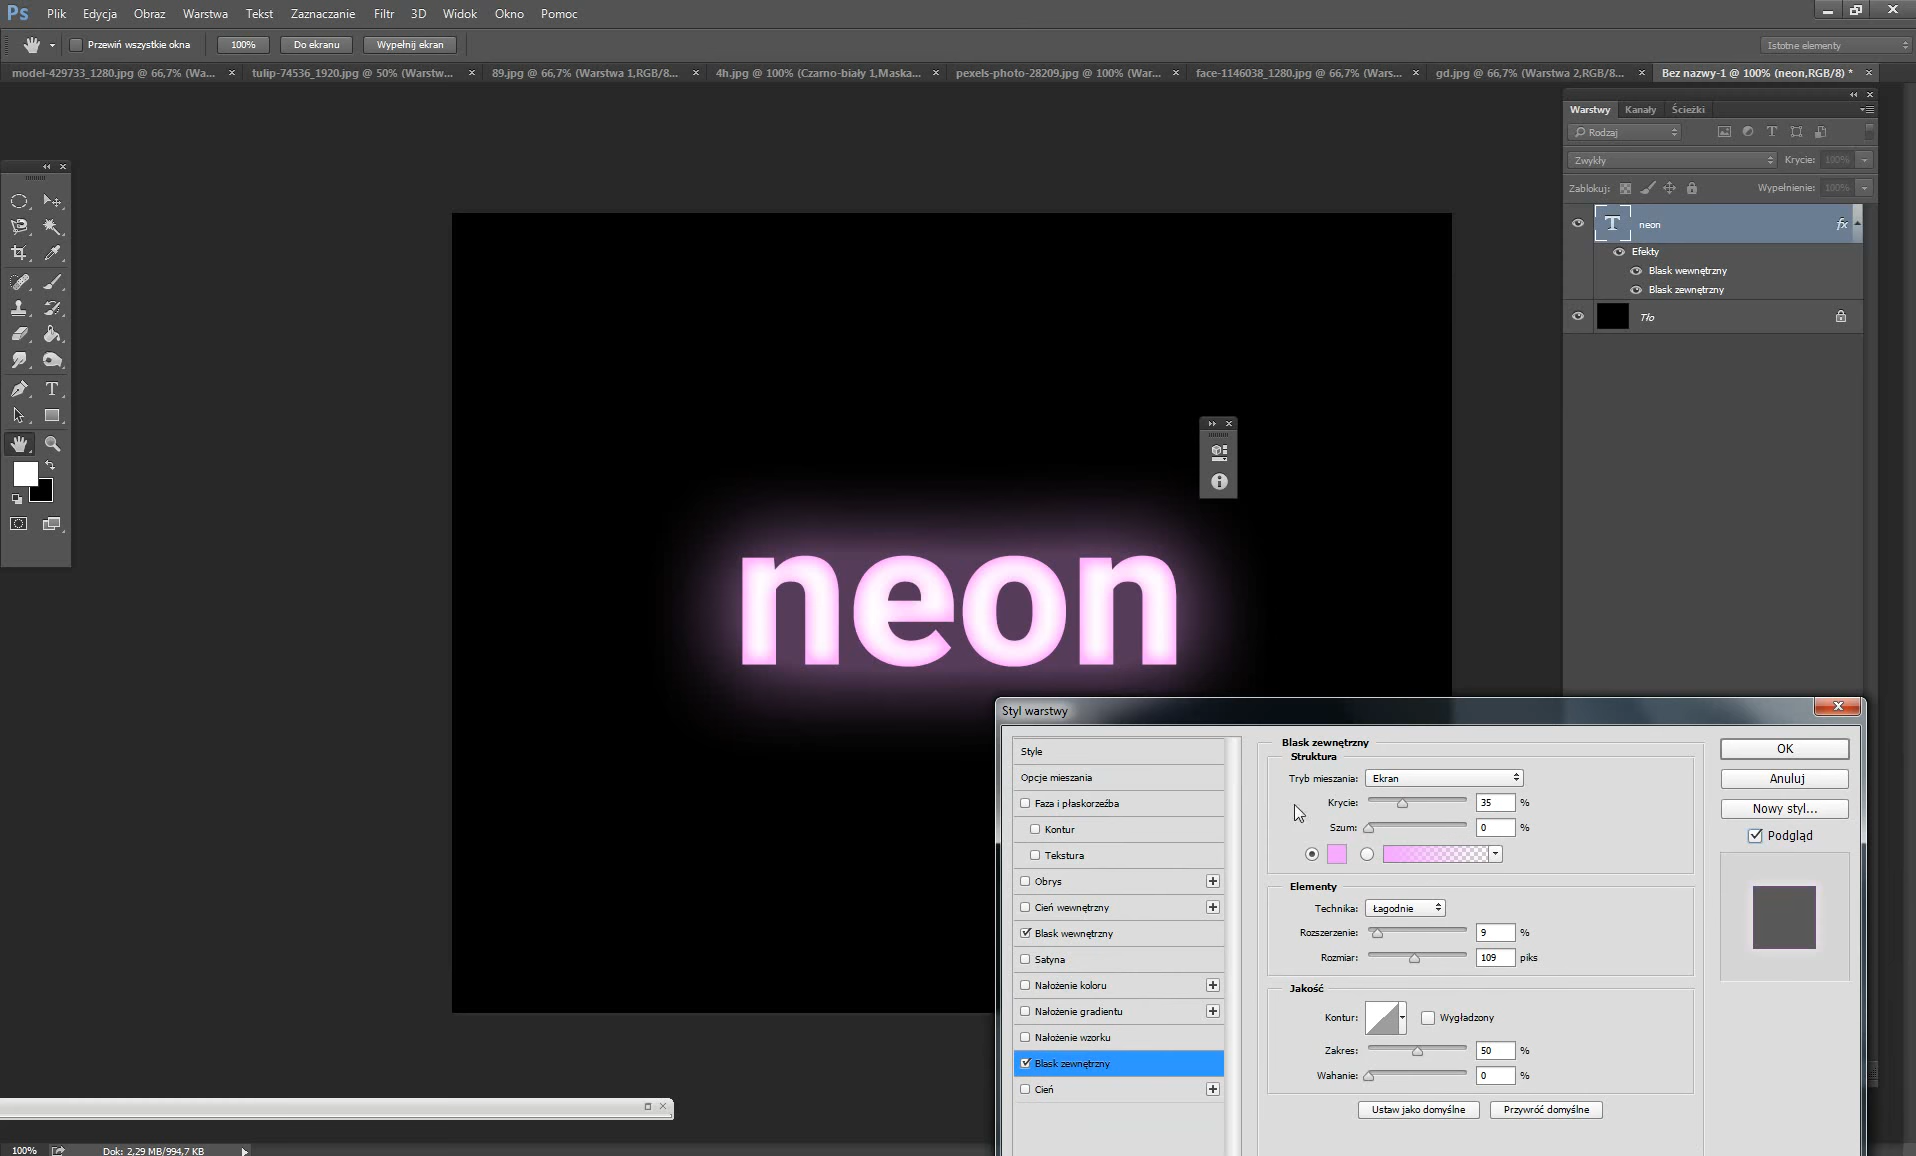 Ps Plik Edycja Obraz Warstwa Tekst Zaznaczanie Filtr 3D Widok Okno Pomoc
Przewiń wszystkie okna 100% Do ekranu Wypełnij ekran Istotne elementy
model-429733_1280.jpg @ 66,7% (Wa... tulip-74536_1920.jpg @ 50% (Warstw... 89.jpg @ 66,7% (Warstwa 1,RGB/8... 4h.jpg @ 100% (Czarno-biały 1,Maska... pexels-photo-28209.jpg @ 100% (War... face-1146038_1280.jpg @ 66,7% (Wars... gd.jpg @ 66,7% (Warstwa 2,RGB/8... Bez nazwy-1 @ 100% (neon,RGB/8) *
Warstwy Kanały Ścieżki
Rodzaj
Zwykły Krycie: 100%
Zablokuj: Wypełnienie: 100%
T neon fx
Efekty
Blask wewnętrzny
Blask zewnętrzny
Tło
neon
Styl warstwy
Style
Opcje mieszania
Faza i płaskorzeźba
Kontur
Tekstura
Obrys
Cień wewnętrzny
Blask wewnętrzny
Satyna
Nałożenie koloru
Nałożenie gradientu
Nałożenie wzorku
Blask zewnętrzny
Cień
Blask zewnętrzny
Struktura
Tryb mieszania: Ekran
Krycie: 35 %
Szum: 0 %
Elementy
Technika: Łagodnie
Rozszerzenie: 9 %
Rozmiar: 109 piks
Jakość
Kontur: Wygładzony
Zakres: 50 %
Wahanie: 0 %
Ustaw jako domyślne Przywróć domyślne
OK
Anuluj
Nowy styl...
Podgląd
100% Dok: 2,29 MB/994,7 KB